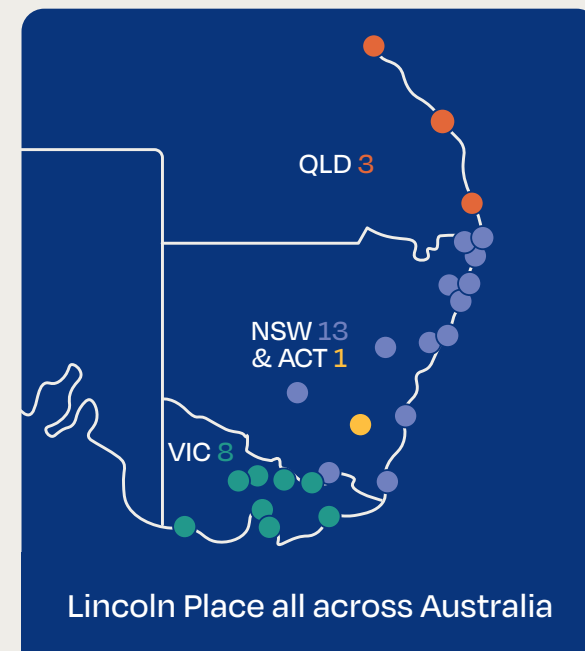 QLD 3
NSW 13
& ACT 1
VIC 8
Lincoln Place all across Australia